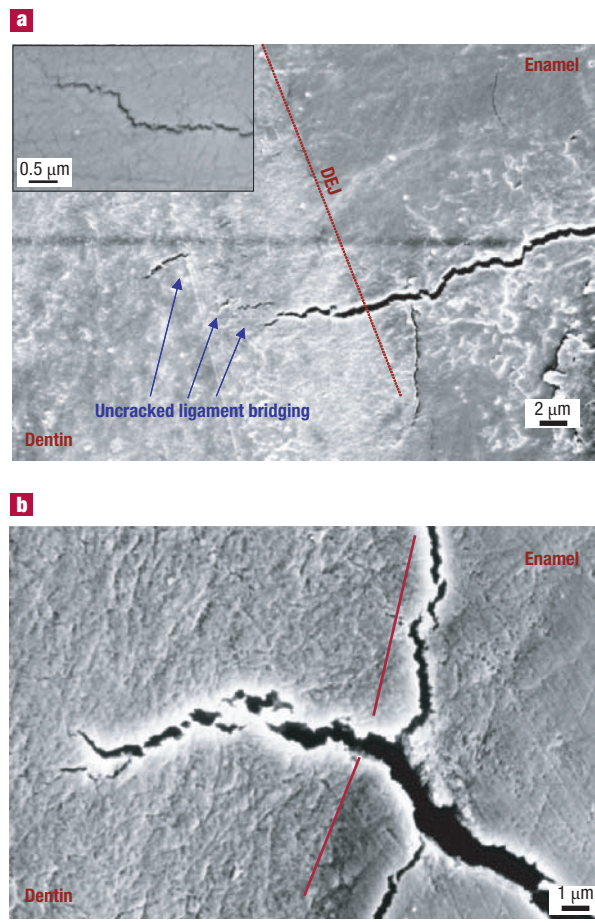 a
Enamel
0.5 μm
DEJ
Uncracked ligament bridging
Dentin
2 μm
b
Enamel
Dentin
1 μm